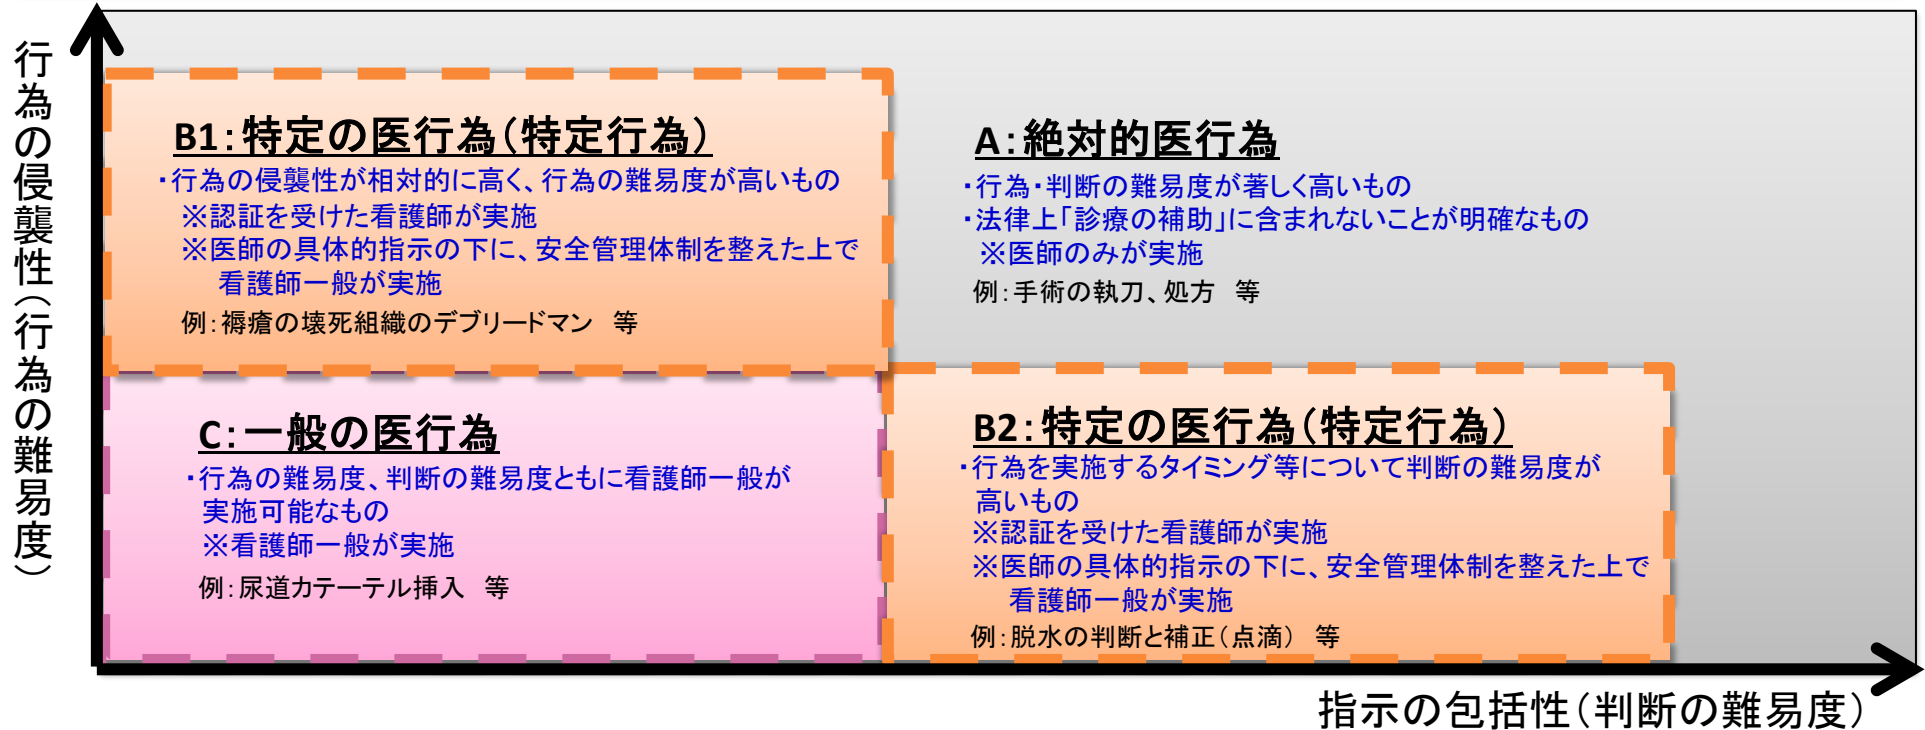 行為の侵襲性(行為の難易度)
B1:特定の医行為(特定行為)
・行為の侵襲性が相対的に高く、行為の難易度が高いもの
※認証を受けた看護師が実施
※医師の具体的指示の下に、安全管理体制を整えた上で
看護師一般が実施
例:褥瘡の壊死組織のデブリードマン 等
A:絶対的医行為
・行為・判断の難易度が著しく高いもの
・法律上「診療の補助」に含まれないことが明確なもの
※医師のみが実施
例:手術の執刀、処方 等
C:一般の医行為
・行為の難易度、判断の難易度ともに看護師一般が
実施可能なもの
※看護師一般が実施
例:尿道カテーテル挿入 等
B2:特定の医行為(特定行為)
・行為を実施するタイミング等について判断の難易度が
高いもの
※認証を受けた看護師が実施
※医師の具体的指示の下に、安全管理体制を整えた上で
看護師一般が実施
例:脱水の判断と補正(点滴) 等
指示の包括性(判断の難易度)